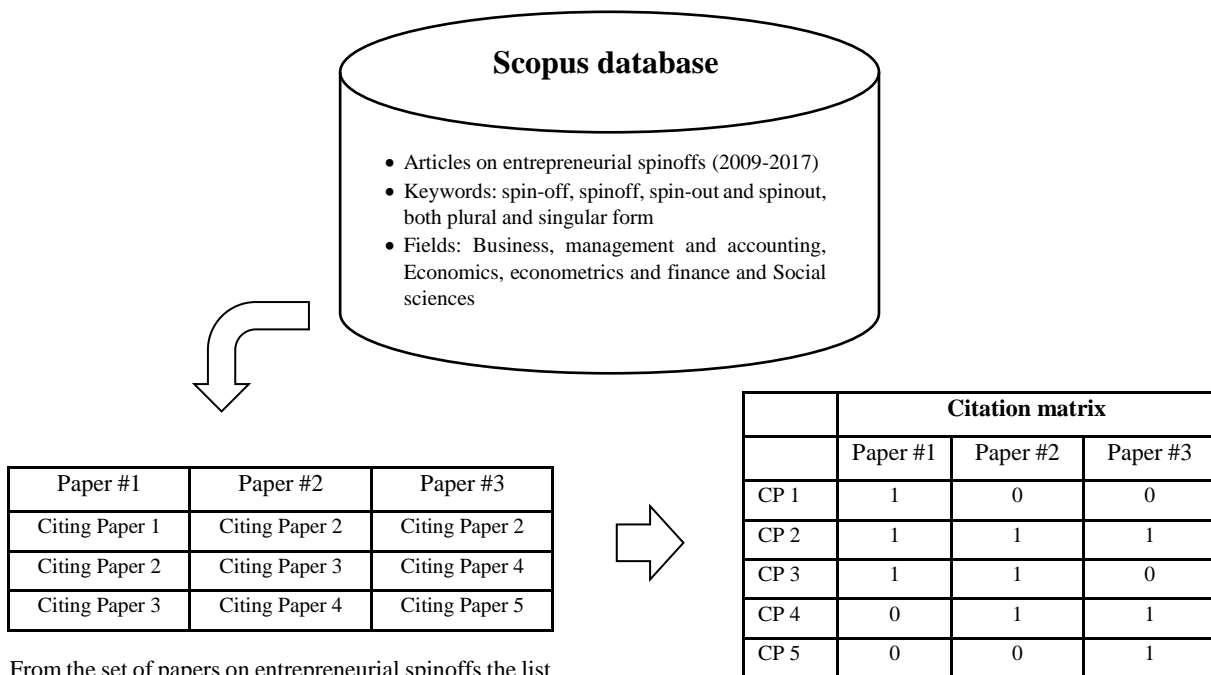 Scopus database
• Articles on entrepreneurial spinoffs (2009-2017)
• Keywords: spin-off, spinoff, spin-out and spinout,
both plural and singular form
• Fields: Business, management and accounting,
Economics, econometrics and finance and Social
sciences
Paper #1 Paper #2 Paper #3
Citing Paper 1 Citing Paper 2 Citing Paper 2
Citing Paper 2 Citing Paper 3 Citing Paper 4
Citing Paper 3 Citing Paper 4 Citing Paper 5
From the set of papers on entrepreneurial spinoffs the list
Citation matrix
Paper #1 Paper #2 Paper #3
CP 1 1 0 0
CP 2 1 1 1
CP 3 1 1 0
CP 4 0 1 1
CP 5 0 0 1